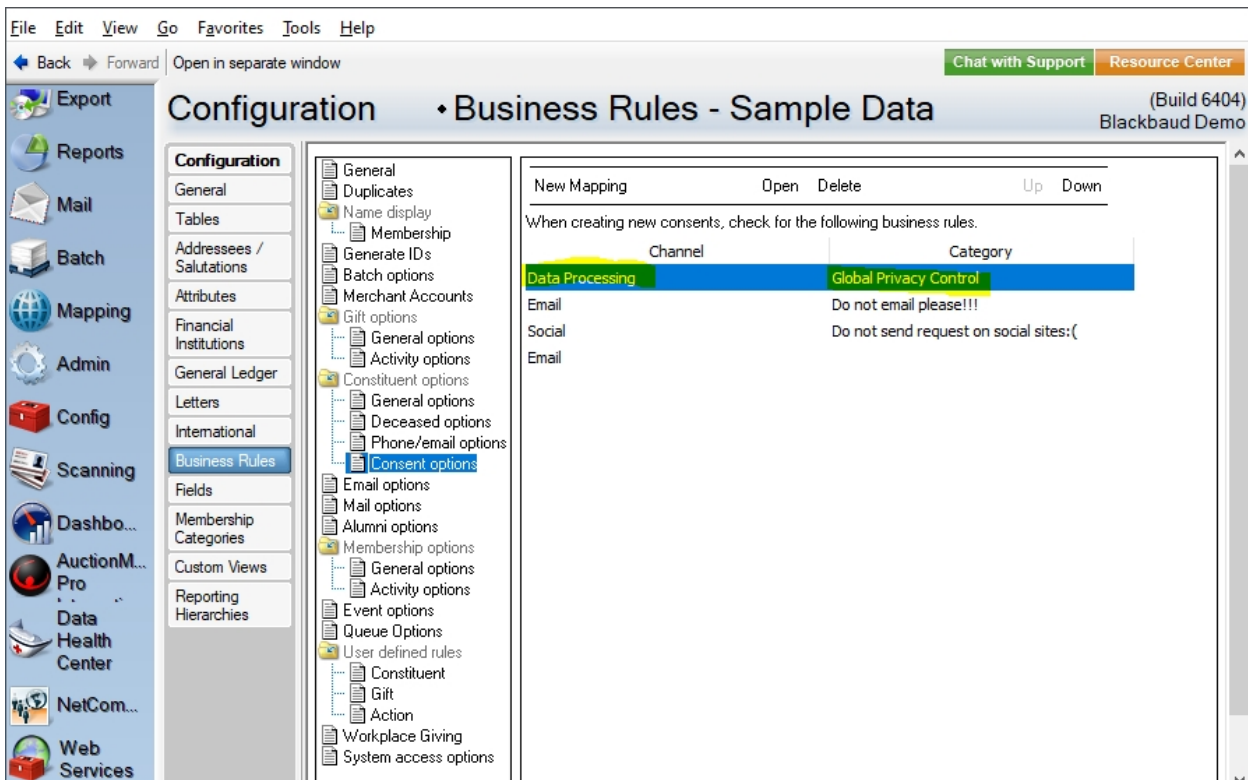 File Edit View Go Favorites Tools Help
Back Forward Open in separate window Chat with Support Resource Center
Configuration • Business Rules - Sample Data
(Build 6404)
Blackbaud Demo
Export
Reports
Mail
Batch
Mapping
Admin
Config
Scanning
Dashbo...
AuctionM...
Pro
Data
Health
Center
NetCom...
Web
Services
Configuration
General
Tables
Addressees /
Salutations
Attributes
Financial
Institutions
General Ledger
Letters
International
Business Rules
Fields
Membership
Categories
Custom Views
Reporting
Hierarchies
General
Duplicates
Name display
Membership
Generate IDs
Batch options
Merchant Accounts
Gift options
General options
Activity options
Constituent options
General options
Deceased options
Phone/email options
Consent options
Email options
Mail options
Alumni options
Membership options
General options
Activity options
Event options
Queue Options
User defined rules
Constituent
Gift
Action
Workplace Giving
System access options
New Mapping Open Delete Up Down
When creating new consents, check for the following business rules.
Channel Category
Data Processing Global Privacy Control
Email Do not email please!!!
Social Do not send request on social sites:(
Email